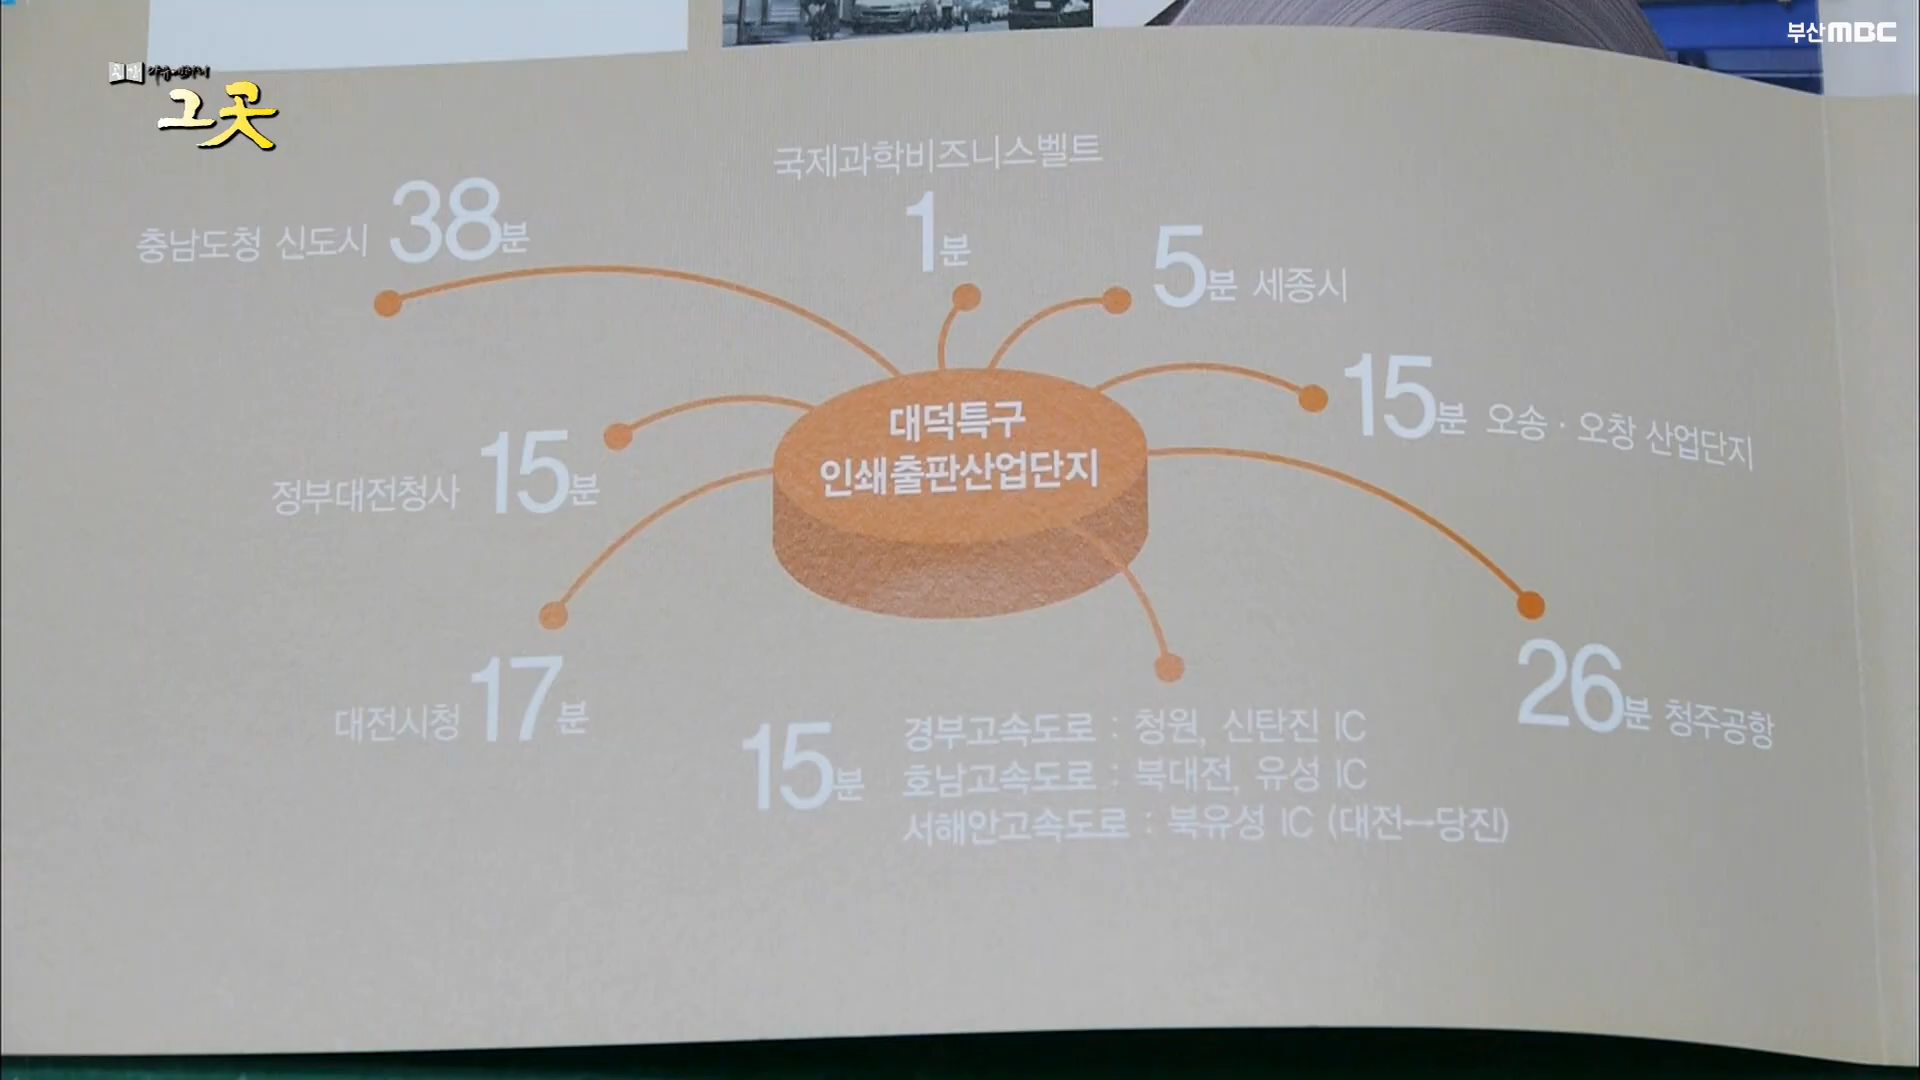 부산MBC
그곳
국제과학비즈니스벨트
1분
충남도청 신도시 38분
5분 세종시
15분 오송·오창 산업단지
대덕특구
인쇄출판산업단지
정부대전청사 15분
26분 청주공항
대전시청 17분
15분
경부고속도로 : 청원, 신탄진 IC
호남고속도로 : 북대전, 유성 IC
서해안고속도로 : 북유성 IC (대전↔당진)